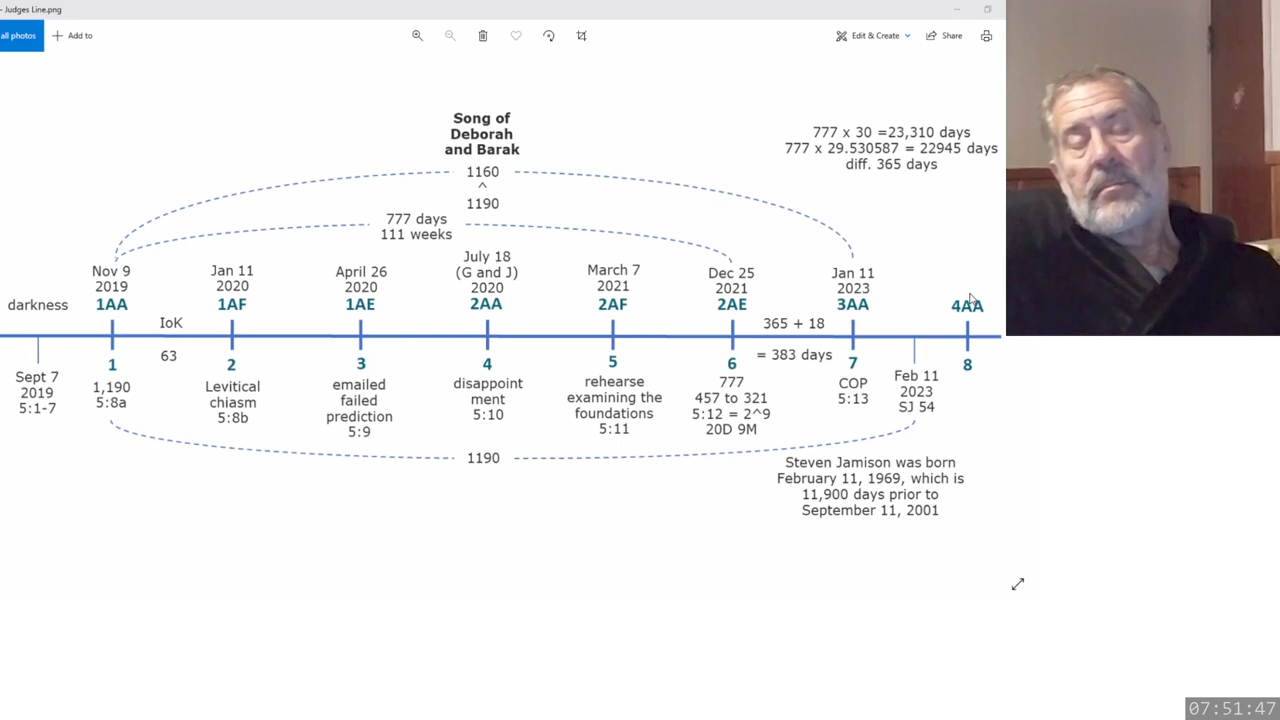 - Judges Line.png
all photos
Add to
Edit & Create
Share
Song of
Deborah
and Barak
1160
^
1190
777 x 30 =23,310 days
777 x 29.530587 = 22945 days
diff. 365 days
777 days
111 weeks
darkness
Nov 9
2019
1AA
Jan 11
2020
1AF
April 26
2020
1AE
July 18
(G and J)
2020
2AA
March 7
2021
2AF
Dec 25
2021
2AE
Jan 11
2023
3AA
4AA
IoK
63
365 + 18
= 383 days
Sept 7
2019
5:1-7
1
1,190
5:8a
2
Levitical
chiasm
5:8b
3
emailed
failed
prediction
5:9
4
disappoint
ment
5:10
5
rehearse
examining the
foundations
5:11
6
777
457 to 321
5:12 = 2^9
20D 9M
7
COP
5:13
Feb 11
2023
SJ 54
8
1190
Steven Jamison was born
February 11, 1969, which is
11,900 days prior to
September 11, 2001
07:51:47